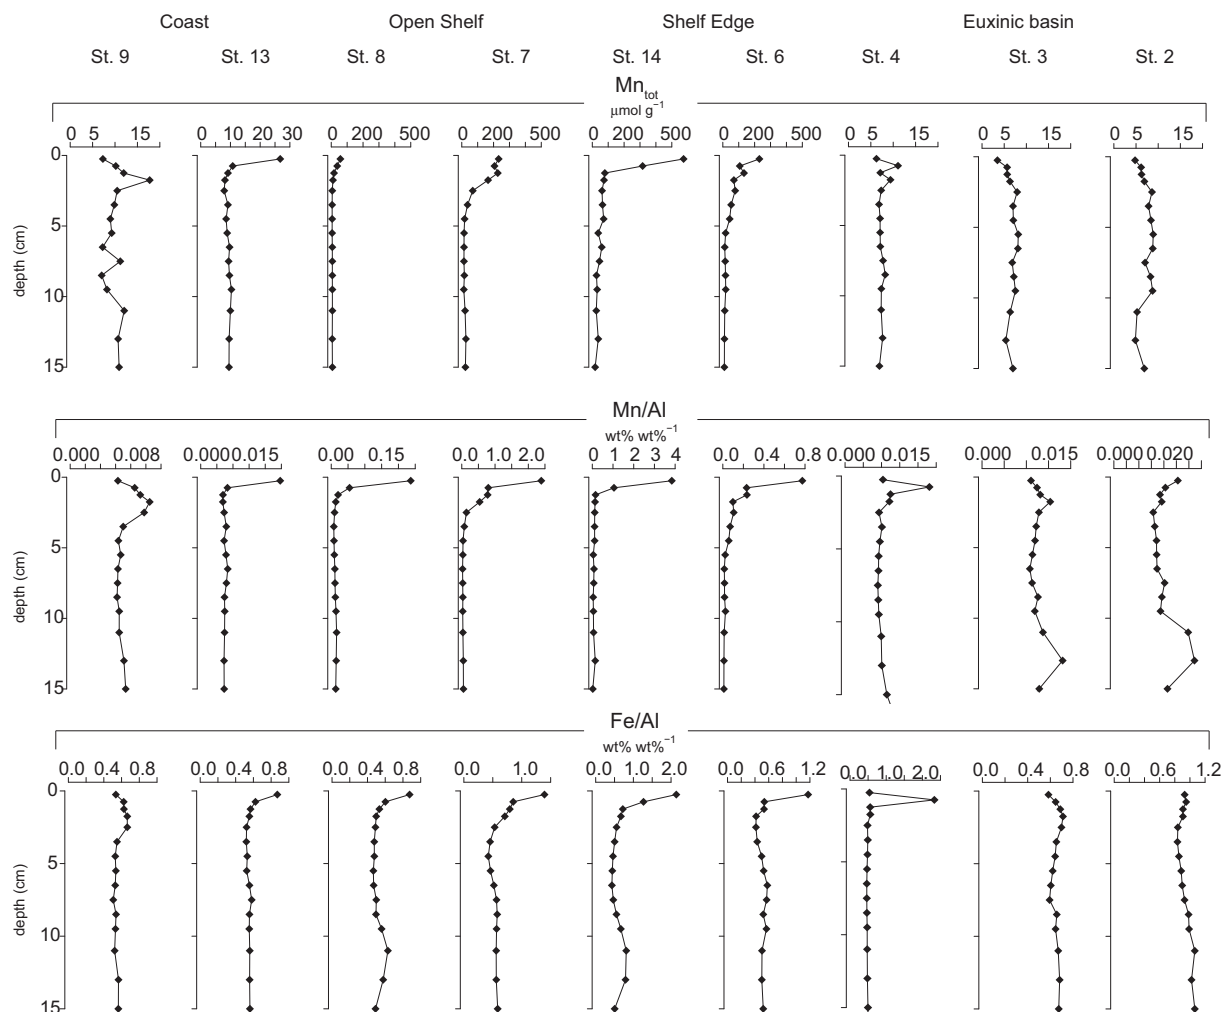 Coast Open Shelf Shelf Edge Euxinic basin
St. 9 St. 13 St. 8 St. 7 St. 14 St. 6 St. 4 St. 3 St. 2
Mntot
μmol g−1
0 5 15 0 10 20 30 0 200 500 0 200 500 0 200 500 0 200 500 0 5 15 0 5 15 0 5 15
0
5
10
15
depth (cm)
Mn/Al
wt% wt%−1
0.000 0.008 0.0000 0.015 0.00 0.15 0.0 1.0 2.0 0 1 2 3 4 0.0 0.4 0.8 0.000 0.015 0.000 0.015 0.000 0.020
0
5
10
15
depth (cm)
Fe/Al
wt% wt%−1
0.0 0.4 0.8 0.0 0.4 0.8 0.0 0.4 0.8 0.0 1.0 0.0 1.0 2.0 0.0 0.6 1.2 0.0 1.0 2.0 0.0 0.4 0.8 0.0 0.6 1.2
0
5
10
15
depth (cm)